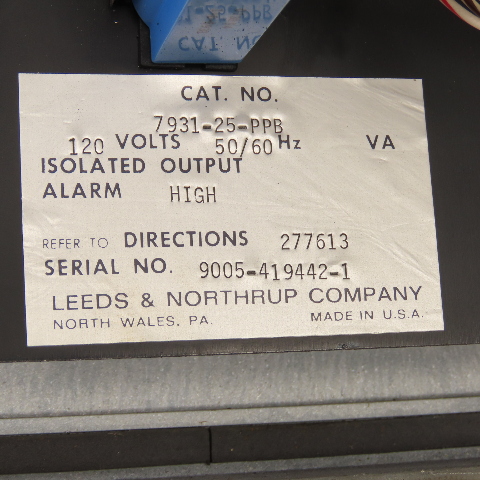 CAT. NO.
7931-25-PPB
120 VOLTS 50/60 Hz VA
ISOLATED OUTPUT
ALARM HIGH
REFER TO DIRECTIONS 277613
SERIAL NO. 9005-419442-1
LEEDS & NORTHRUP COMPANY
NORTH WALES, PA. MADE IN U.S.A.